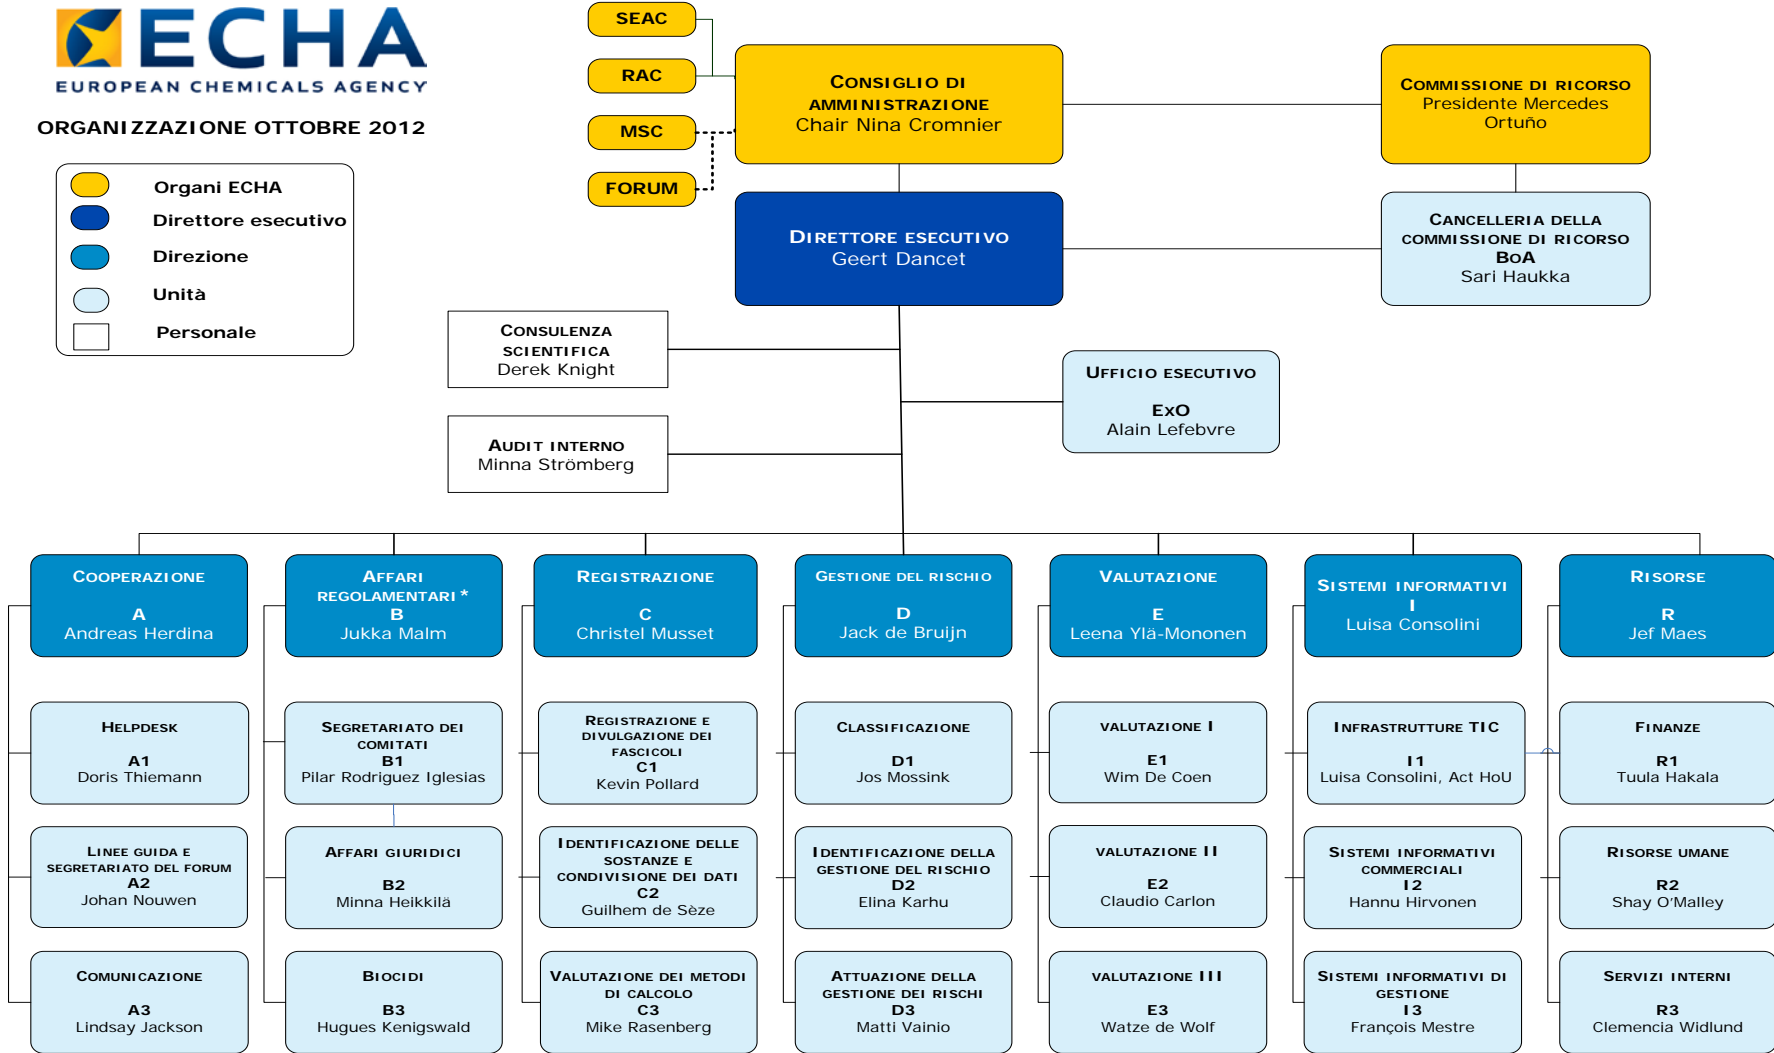 ECHA
EUROPEAN CHEMICALS AGENCY
ORGANIZZAZIONE OTTOBRE 2012
Organi ECHA
Direttore esecutivo
Direzione
Unità
Personale
SEAC
RAC
MSC
FORUM
CONSIGLIO DI
AMMINISTRAZIONE
Chair Nina Cromnier
COMMISSIONE DI RICORSO
Presidente Mercedes
Ortuño
DIRETTORE ESECUTIVO
Geert Dancet
CANCELLERIA DELLA
COMMISSIONE DI RICORSO
BOA
Sari Haukka
CONSULENZA
SCIENTIFICA
Derek Knight
UFFICIO ESECUTIVO
EXO
Alain Lefebvre
AUDIT INTERNO
Minna Strömberg
COOPERAZIONE
A
Andreas Herdina
AFFARI
REGOLAMENTARI*
B
Jukka Malm
REGISTRAZIONE
C
Christel Musset
GESTIONE DEL RISCHIO
D
Jack de Bruijn
VALUTAZIONE
E
Leena Ylä-Mononen
SISTEMI INFORMATIVI
I
Luisa Consolini
RISORSE
R
Jef Maes
HELPDESK
A1
Doris Thiemann
SEGRETARIATO DEI
COMITATI
B1
Pilar Rodriguez Iglesias
REGISTRAZIONE E
DIVULGAZIONE DEI
FASCICOLI
C1
Kevin Pollard
CLASSIFICAZIONE
D1
Jos Mossink
VALUTAZIONE I
E1
Wim De Coen
INFRASTRUTTURE TIC
I1
Luisa Consolini, Act HoU
FINANZE
R1
Tuula Hakala
LINEE GUIDA E
SEGRETARIATO DEL FORUM
A2
Johan Nouwen
AFFARI GIURIDICI
B2
Minna Heikkilä
IDENTIFICAZIONE DELLE
SOSTANZE E
CONDIVISIONE DEI DATI
C2
Guilhem de Sèze
IDENTIFICAZIONE DELLA
GESTIONE DEL RISCHIO
D2
Elina Karhu
VALUTAZIONE II
E2
Claudio Carlon
SISTEMI INFORMATIVI
COMMERCIALI
I2
Hannu Hirvonen
RISORSE UMANE
R2
Shay O'Malley
COMUNICAZIONE
A3
Lindsay Jackson
BIOCIDI
B3
Hugues Kenigswald
VALUTAZIONE DEI METODI
DI CALCOLO
C3
Mike Rasenberg
ATTUAZIONE DELLA
GESTIONE DEI RISCHI
D3
Matti Vainio
VALUTAZIONE III
E3
Watze de Wolf
SISTEMI INFORMATIVI DI
GESTIONE
I3
François Mestre
SERVIZI INTERNI
R3
Clemencia Widlund